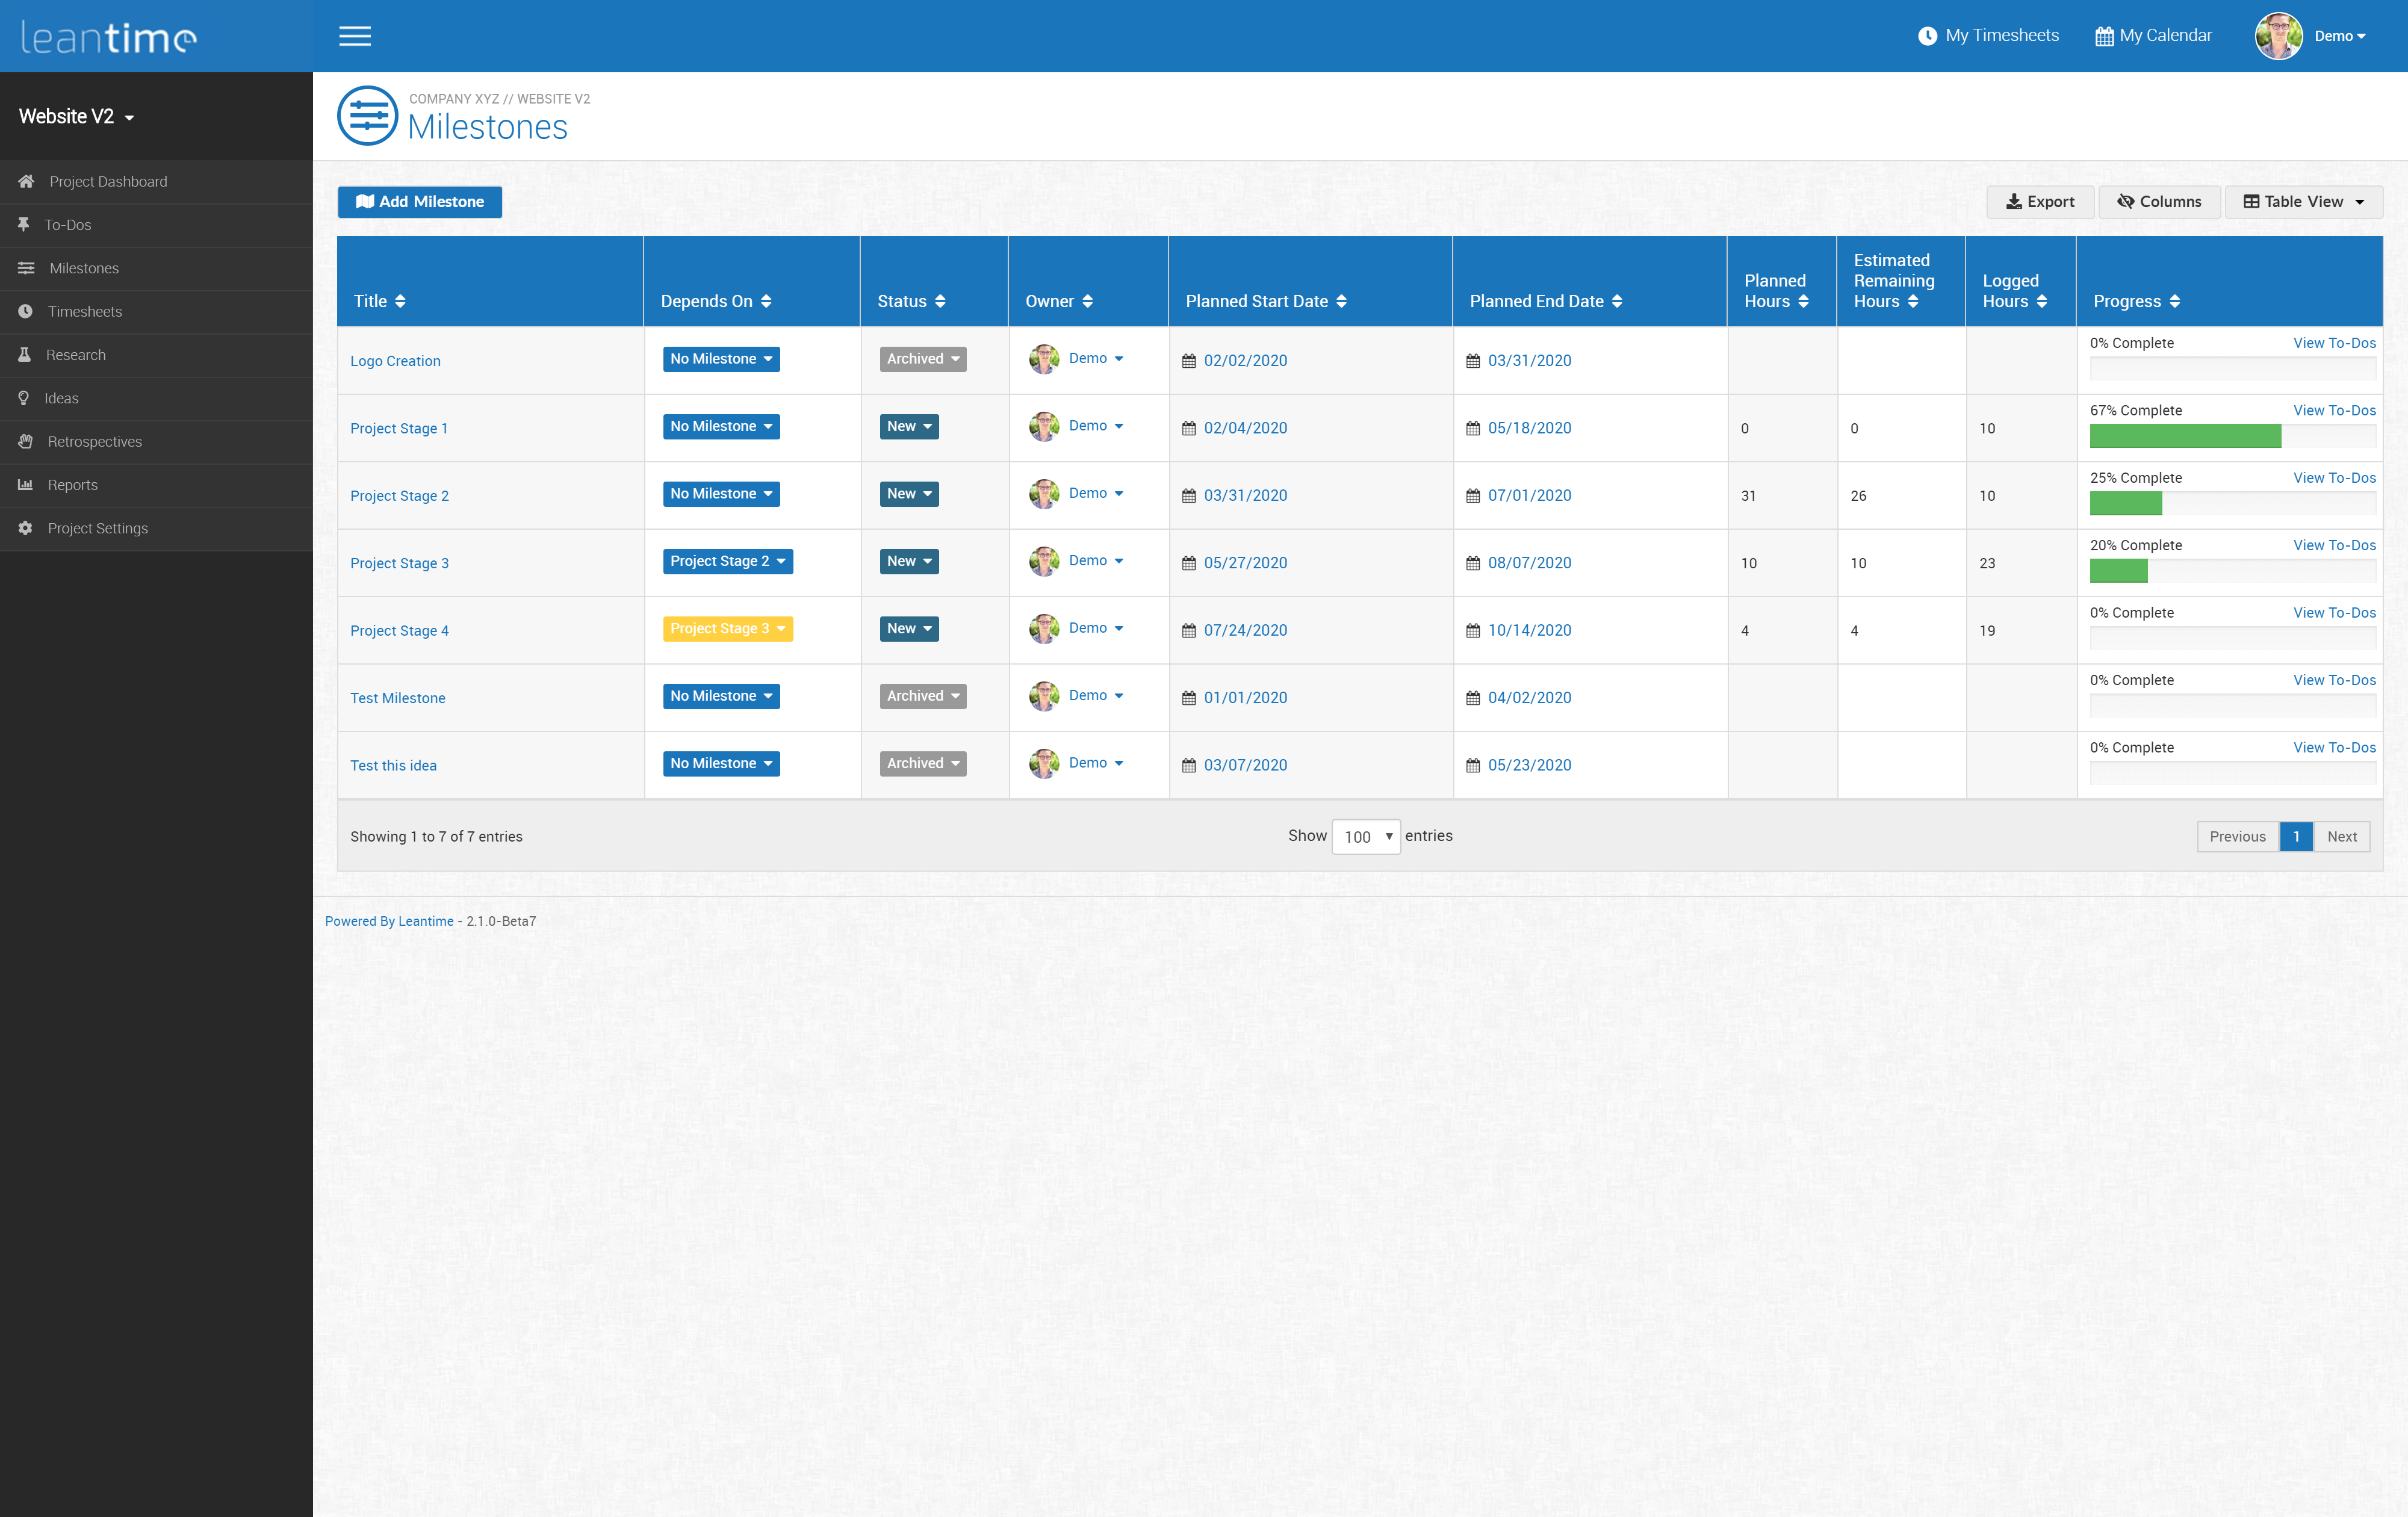 leantime
My Timesheets
My Calendar
Demo
Website V2
Project Dashboard
To-Dos
Milestones
Timesheets
Research
Ideas
Retrospectives
Reports
Project Settings
COMPANY XYZ // WEBSITE V2
Milestones
Add Milestone
Export
Columns
Table View
Title
Depends On
Status
Owner
Planned Start Date
Planned End Date
Planned
Hours
Estimated
Remaining
Hours
Logged
Hours
Progress
Logo Creation No Milestone Archived Demo 02/02/2020 03/31/2020 0% Complete View To-Dos
Project Stage 1 No Milestone New Demo 02/04/2020 05/18/2020 0 0 10 67% Complete View To-Dos
Project Stage 2 No Milestone New Demo 03/31/2020 07/01/2020 31 26 10 25% Complete View To-Dos
Project Stage 3 Project Stage 2 New Demo 05/27/2020 08/07/2020 10 10 23 20% Complete View To-Dos
Project Stage 4 Project Stage 3 New Demo 07/24/2020 10/14/2020 4 4 19 0% Complete View To-Dos
Test Milestone No Milestone Archived Demo 01/01/2020 04/02/2020 0% Complete View To-Dos
Test this idea No Milestone Archived Demo 03/07/2020 05/23/2020 0% Complete View To-Dos
Showing 1 to 7 of 7 entries
Show 100 entries
Previous 1 Next
Powered By Leantime - 2.1.0-Beta7